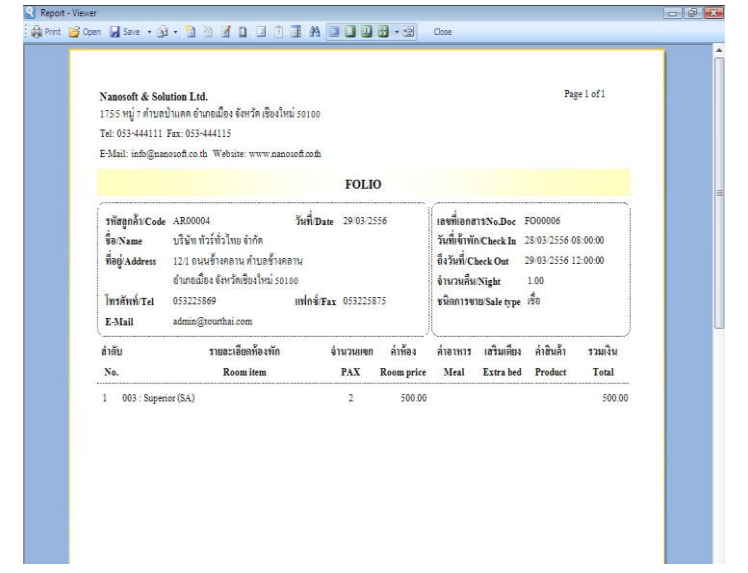 Report - Viewer
Print Open Save Close
Nanosoft & Solution Ltd. Page 1 of 1
175/5 หมู่ 7 ตำบลป่าแดด อำเภอเมือง จังหวัด เชียงใหม่ 50100
Tel: 053-444111 Fax: 053-444115
E-Mail: info@nanosoft.co.th Website: www.nanosoft.co.th
FOLIO
รหัสลูกค้า/Code AR00004 วันที่/Date 29/03/2556
ชื่อ/Name บริษัท ทัวร์ทั่วไทย จำกัด
ที่อยู่/Address 12/1 ถนนช้างคลาน ตำบลช้างคลาน
อำเภอเมือง จังหวัดเชียงใหม่ 50100
โทรศัพท์/Tel 053225869 แฟกซ์/Fax 053225875
E-Mail admin@tourthai.com
เลขที่เอกสาร/No.Doc FO00006
วันที่เข้าพัก/Check In 28/03/2556 08:00:00
ถึงวันที่/Check Out 29/03/2556 12:00:00
จำนวนคืน/Night 1.00
ชนิดการขาย/Sale type เชื่อ
ลำดับ รายละเอียดห้องพัก จำนวนแขก ค่าห้อง ค่าอาหาร เสริมเตียง ค่าสินค้า รวมเงิน
No. Room item PAX Room price Meal Extra bed Product Total
1 003 : Superior (SA) 2 500.00 500.00